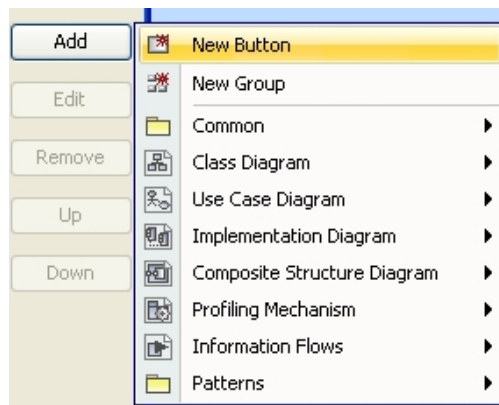 Add
Edit
Remove
Up
Down
New Button
New Group
Common
Class Diagram
Use Case Diagram
Implementation Diagram
Composite Structure Diagram
Profiling Mechanism
Information Flows
Patterns